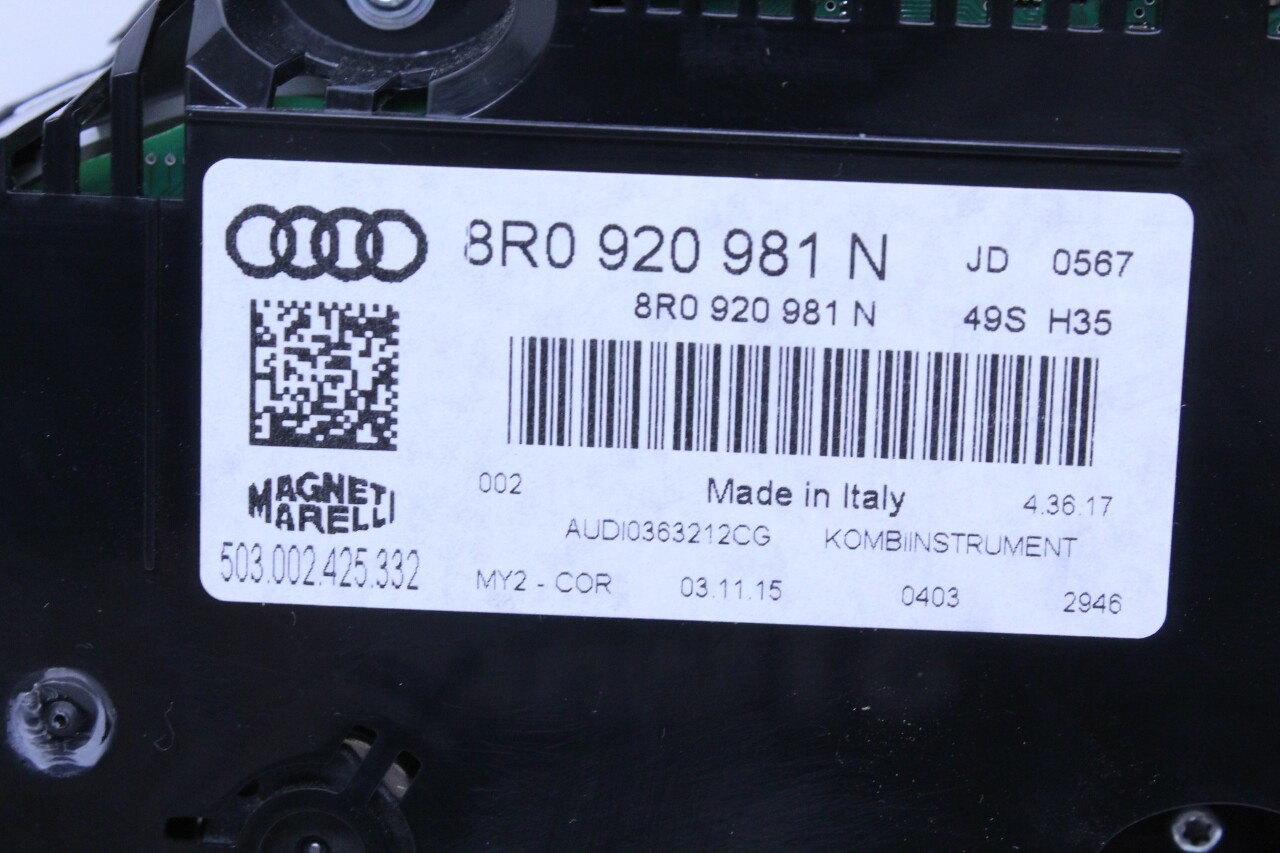 8R0 920 981 N JD 0567
8R0 920 981 N 49S H35
002 Made in Italy 4.36.17
MAGNETI
MARELLI
AUDI0363212CG KOMBIINSTRUMENT
503.002.425.332 MY2 - COR 03.11.15 0403 2946